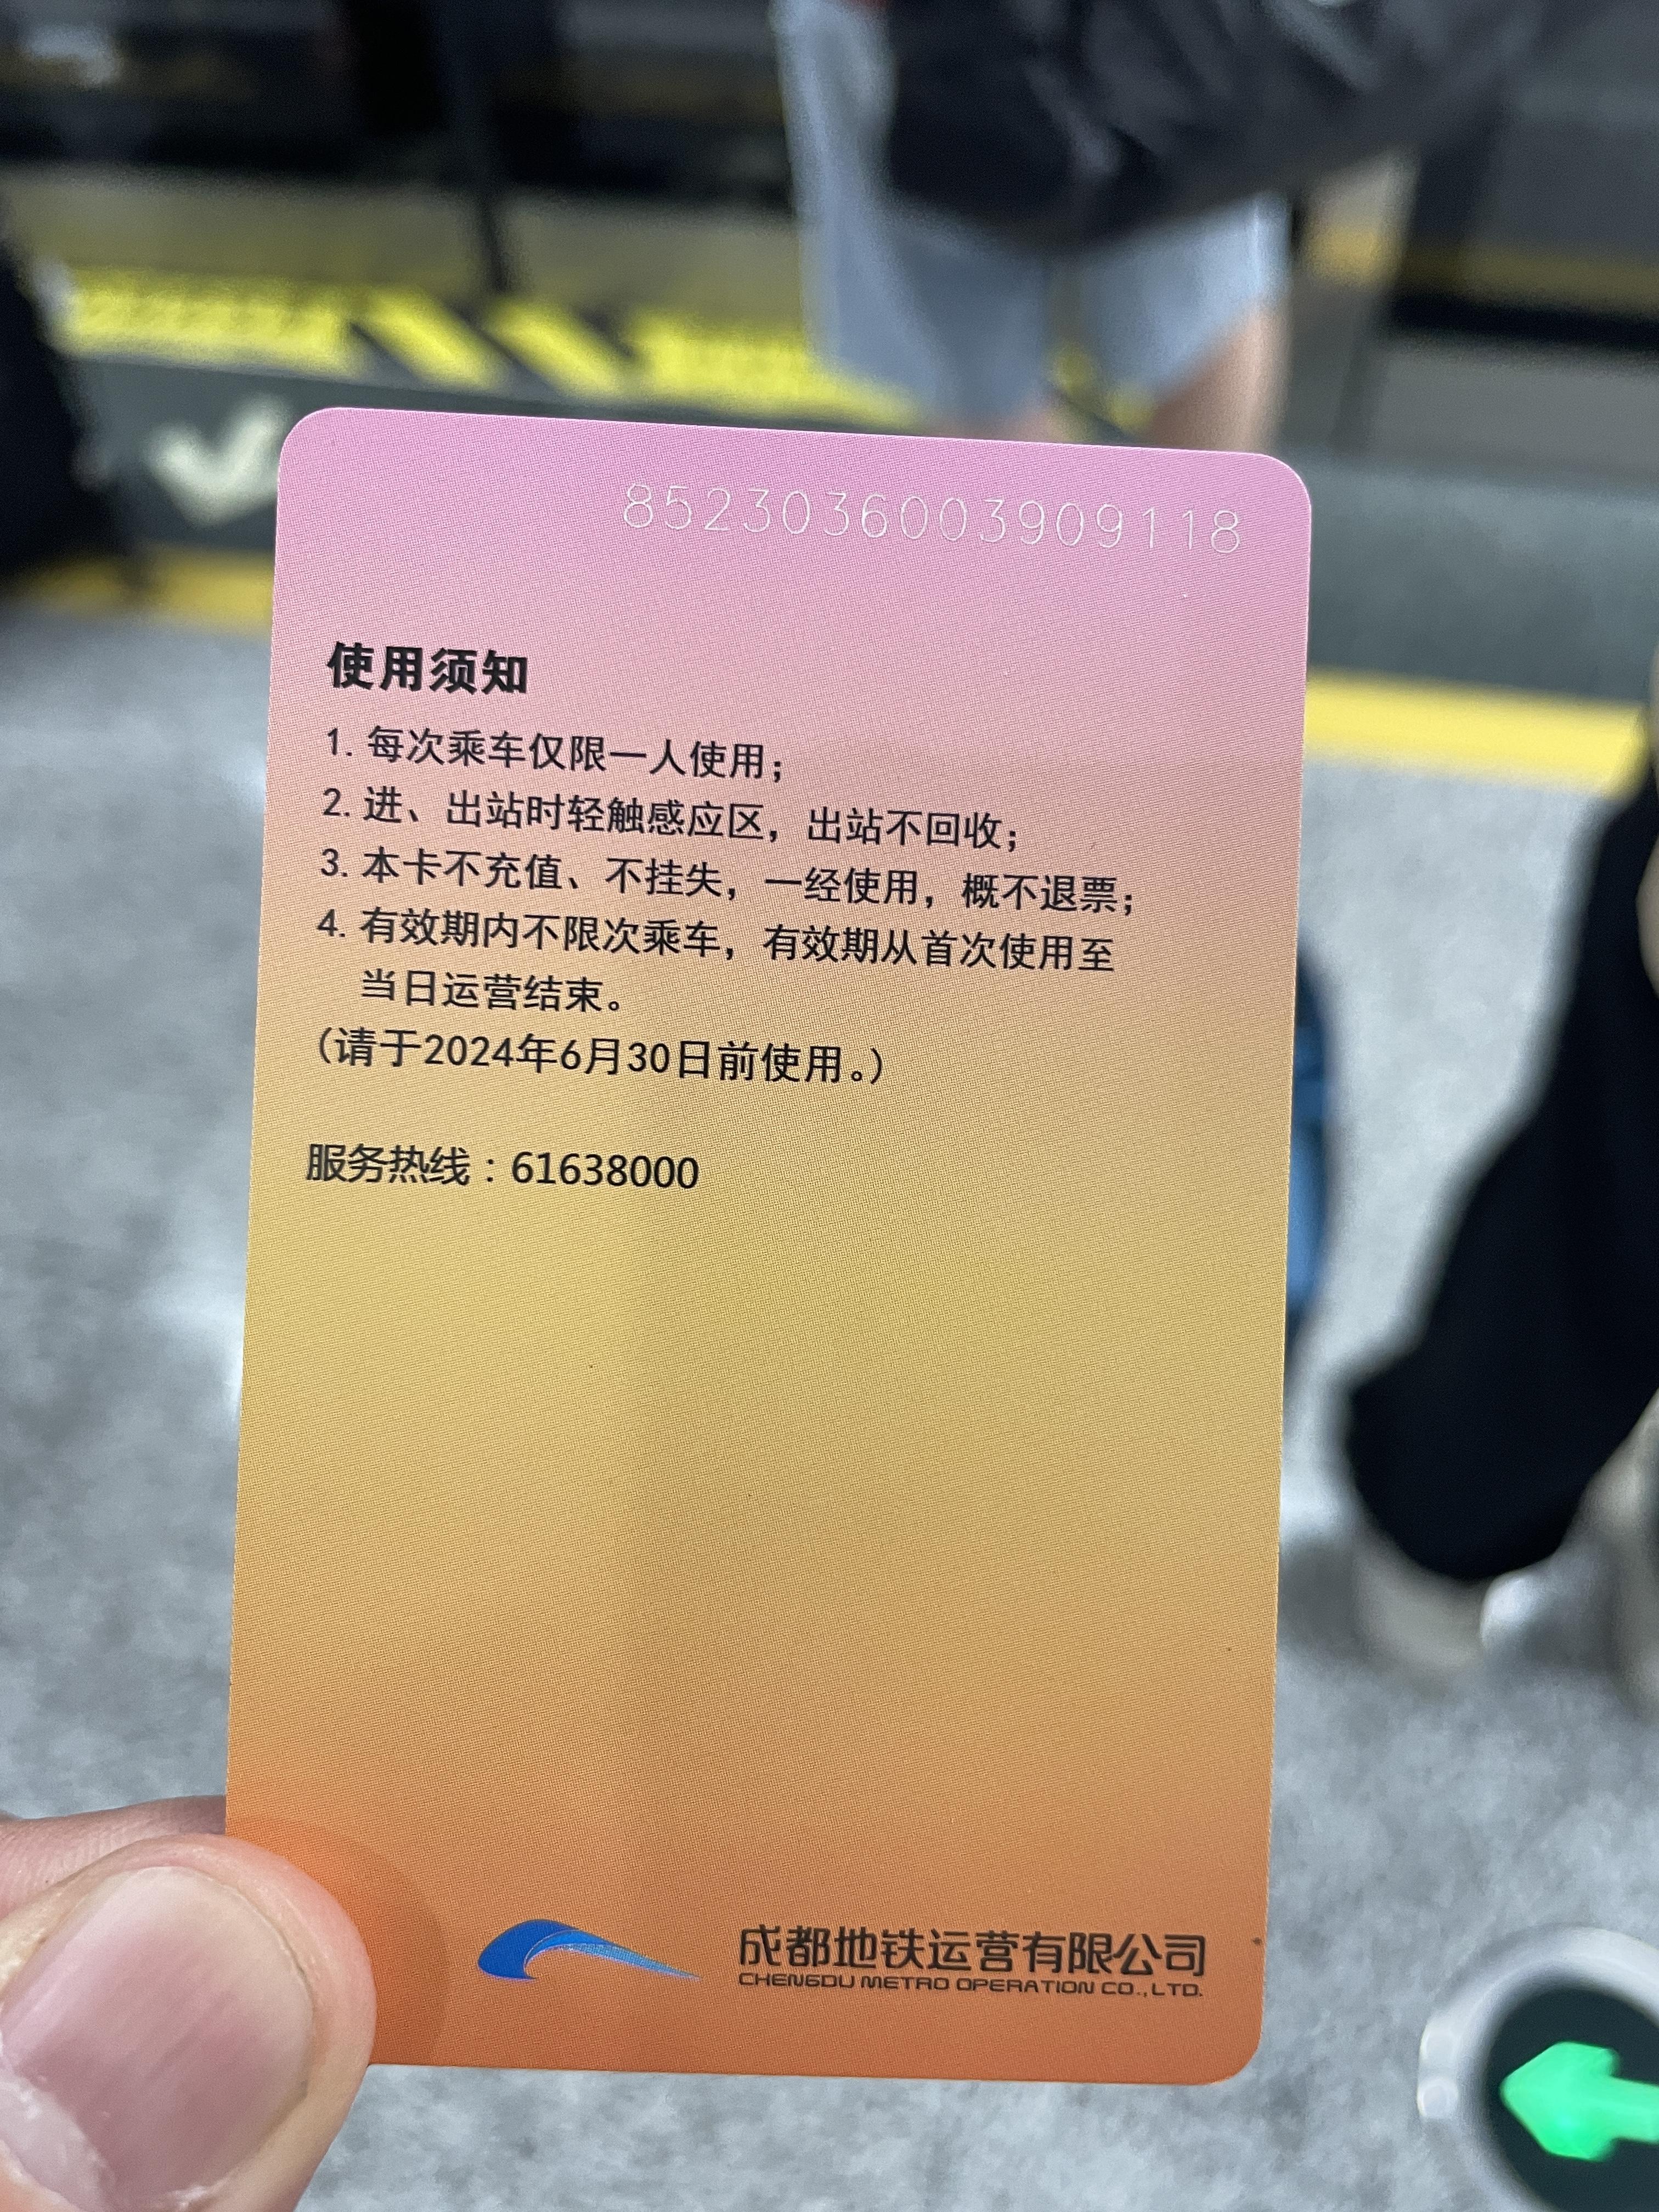 8523036003909118
使用须知
1. 每次乘车仅限一人使用；
2. 进、出站时轻触感应区，出站不回收；
3. 本卡不充值、不挂失，一经使用，概不退票；
4. 有效期内不限次乘车，有效期从首次使用至
当日运营结束。
（请于2024年6月30日前使用。）
服务热线：61638000
成都地铁运营有限公司
CHENGDU METRO OPERATION CO.,LTD.